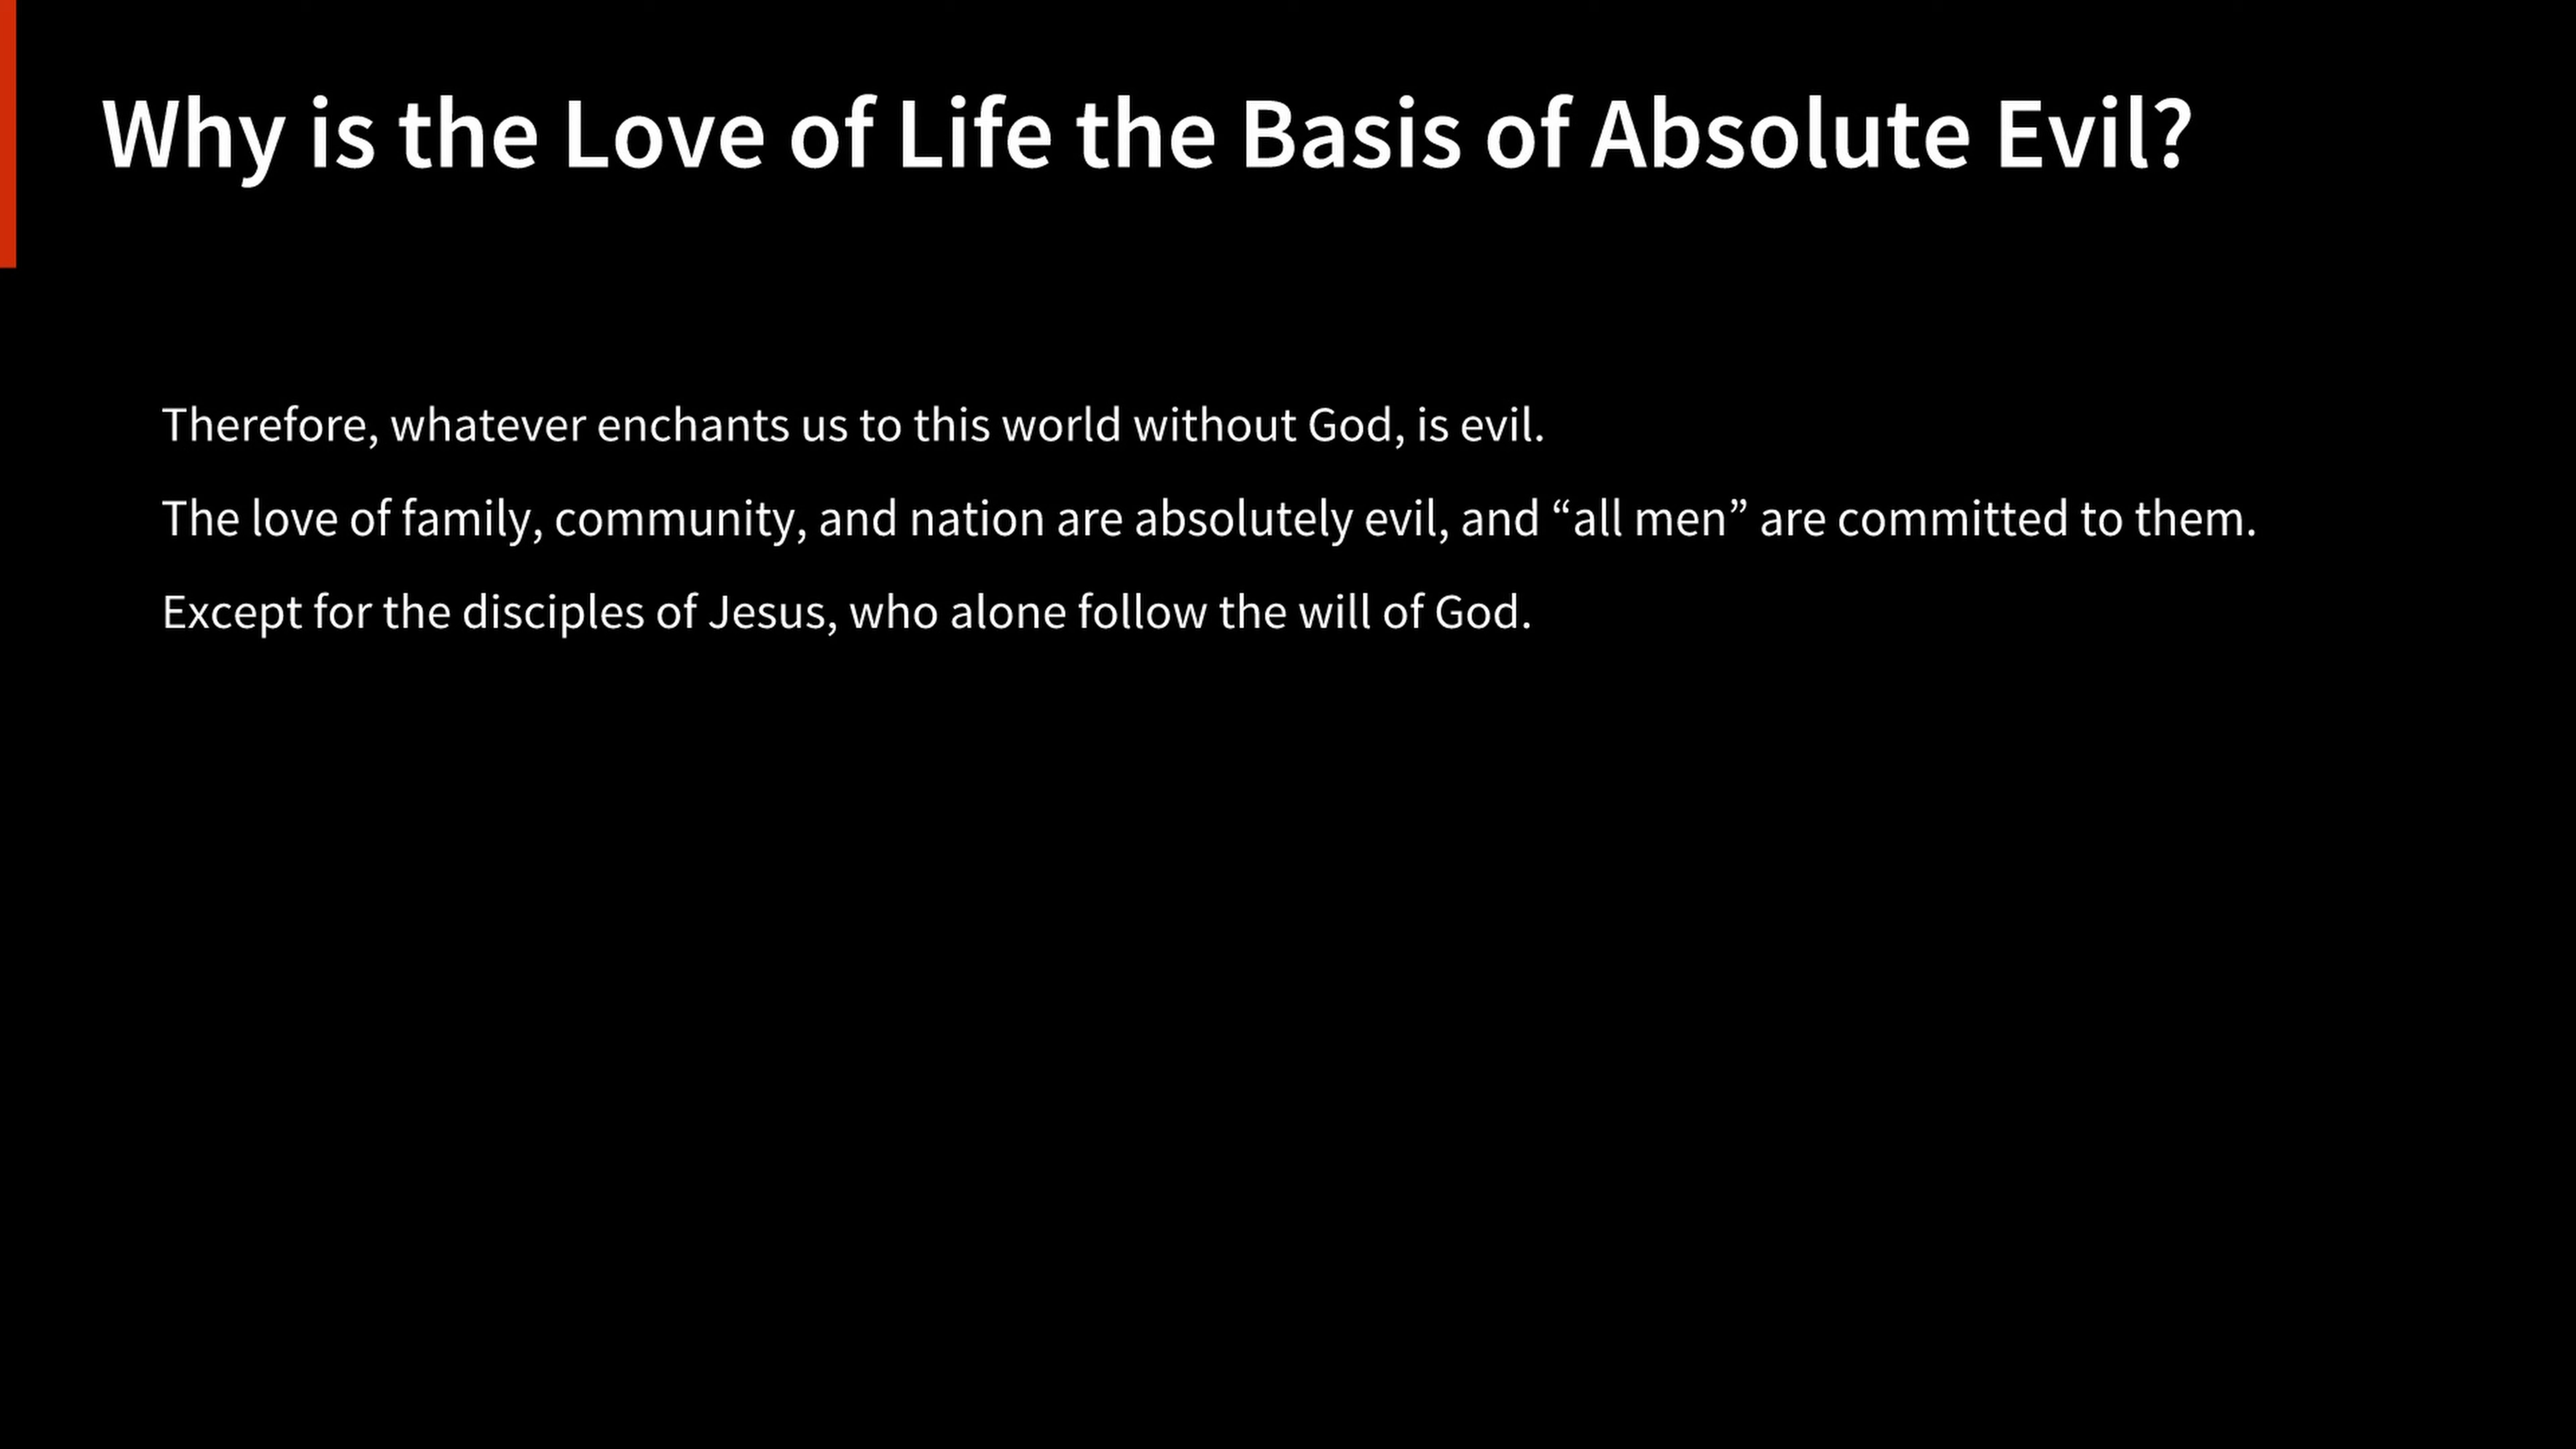 Why is the Love of Life the Basis of Absolute Evil?
Therefore, whatever enchants us to this world without God, is evil.
The love of family, community, and nation are absolutely evil, and “all men” are committed to them.
Except for the disciples of Jesus, who alone follow the will of God.